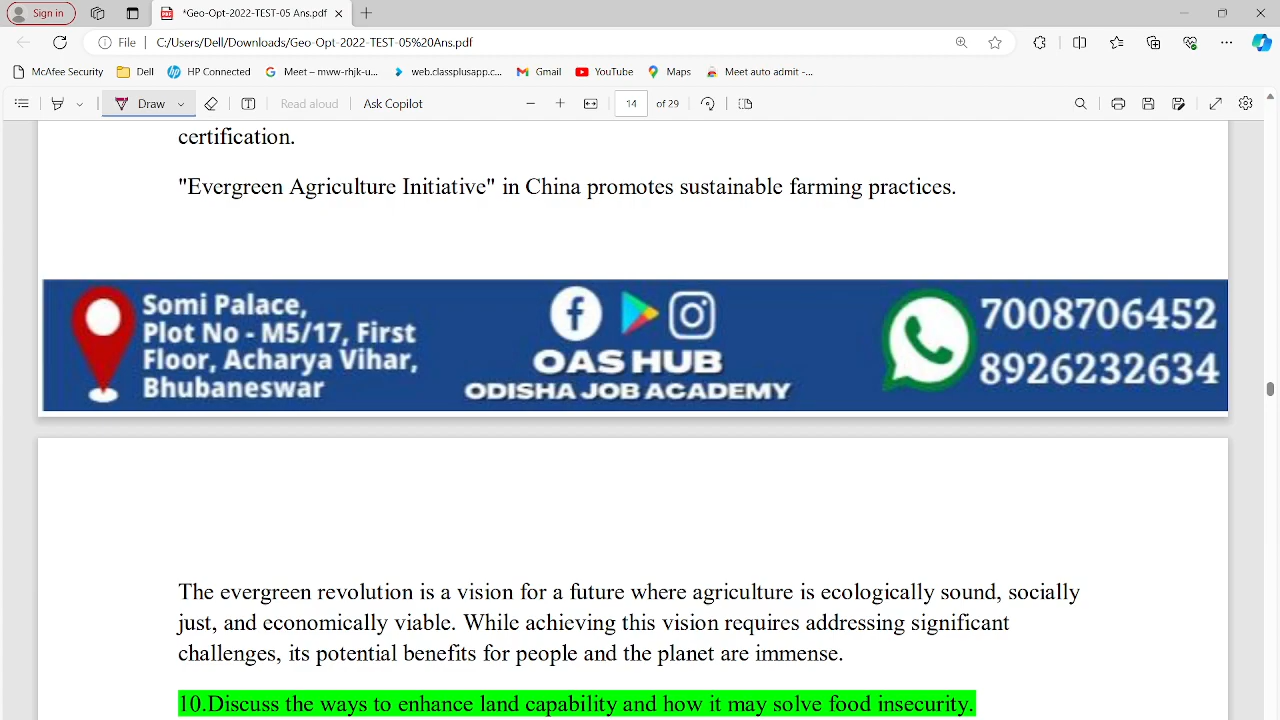 Sign in
*Geo-Opt-2022-TEST-05 Ans.pdf
File
C:/Users/Dell/Downloads/Geo-Opt-2022-TEST-05%20Ans.pdf
McAfee Security
Dell
HP Connected
Meet – mvw-rhjk-u...
web.classplusapp.c...
Gmail
YouTube
Maps
Meet auto admit -...
Draw
Read aloud
Ask Copilot
14 of 29
certification.
"Evergreen Agriculture Initiative" in China promotes sustainable farming practices.
Somi Palace,
Plot No - M5/17, First
Floor, Acharya Vihar,
Bhubaneswar
OAS HUB
ODISHA JOB ACADEMY
7008706452
8926232634
The evergreen revolution is a vision for a future where agriculture is ecologically sound, socially
just, and economically viable. While achieving this vision requires addressing significant
challenges, its potential benefits for people and the planet are immense.
10.Discuss the ways to enhance land capability and how it may solve food insecurity.